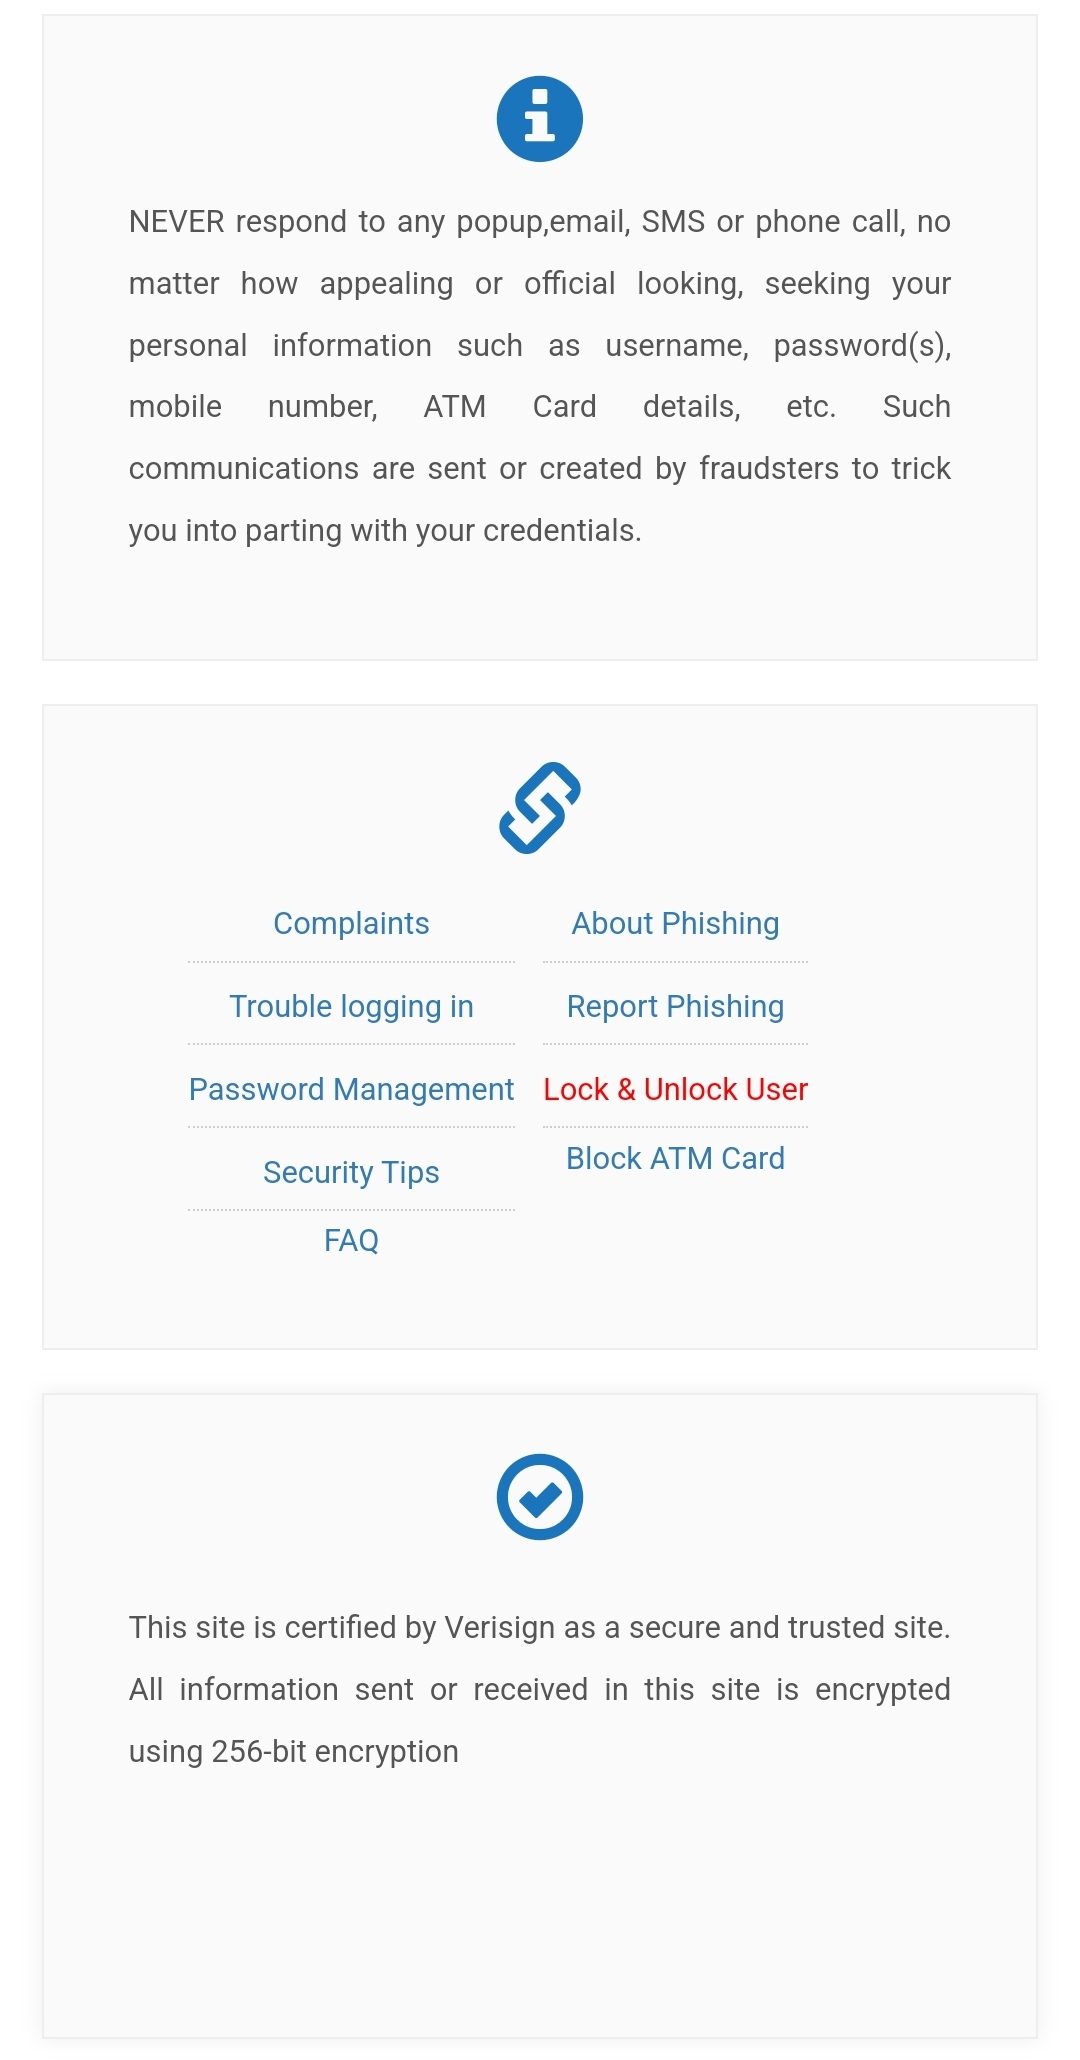 NEVER respond to any popup,email, SMS or phone call, no
matter how appealing or official looking, seeking your
personal information such as username, password(s),
mobile number, ATM Card details, etc. Such
communications are sent or created by fraudsters to trick
you into parting with your credentials.
Complaints
Trouble logging in
Password Management
Security Tips
FAQ
About Phishing
Report Phishing
Lock & Unlock User
Block ATM Card
This site is certified by Verisign as a secure and trusted site.
All information sent or received in this site is encrypted
using 256-bit encryption